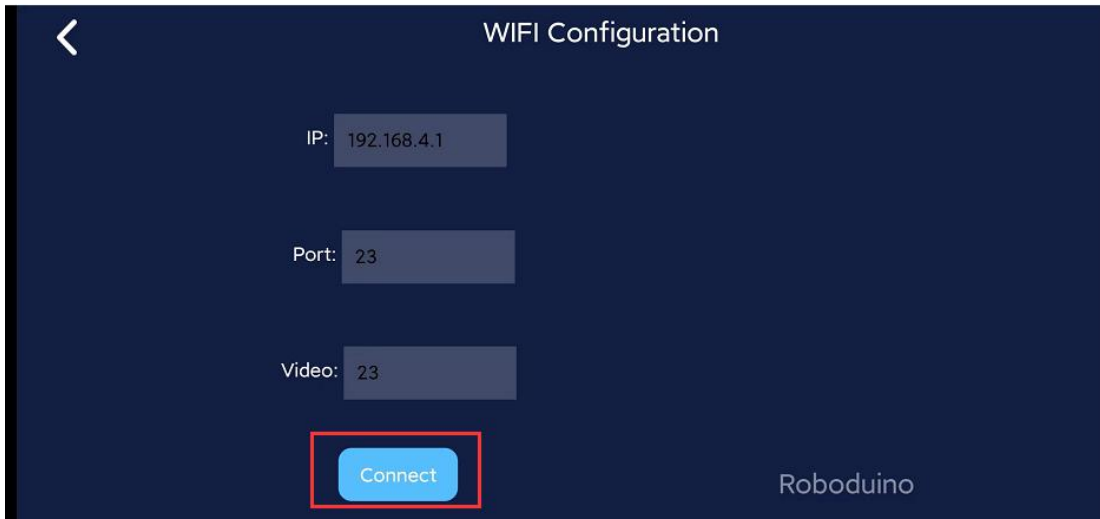 WIFI Configuration
IP: 192.168.4.1
Port: 23
Video: 23
Connect
Roboduino